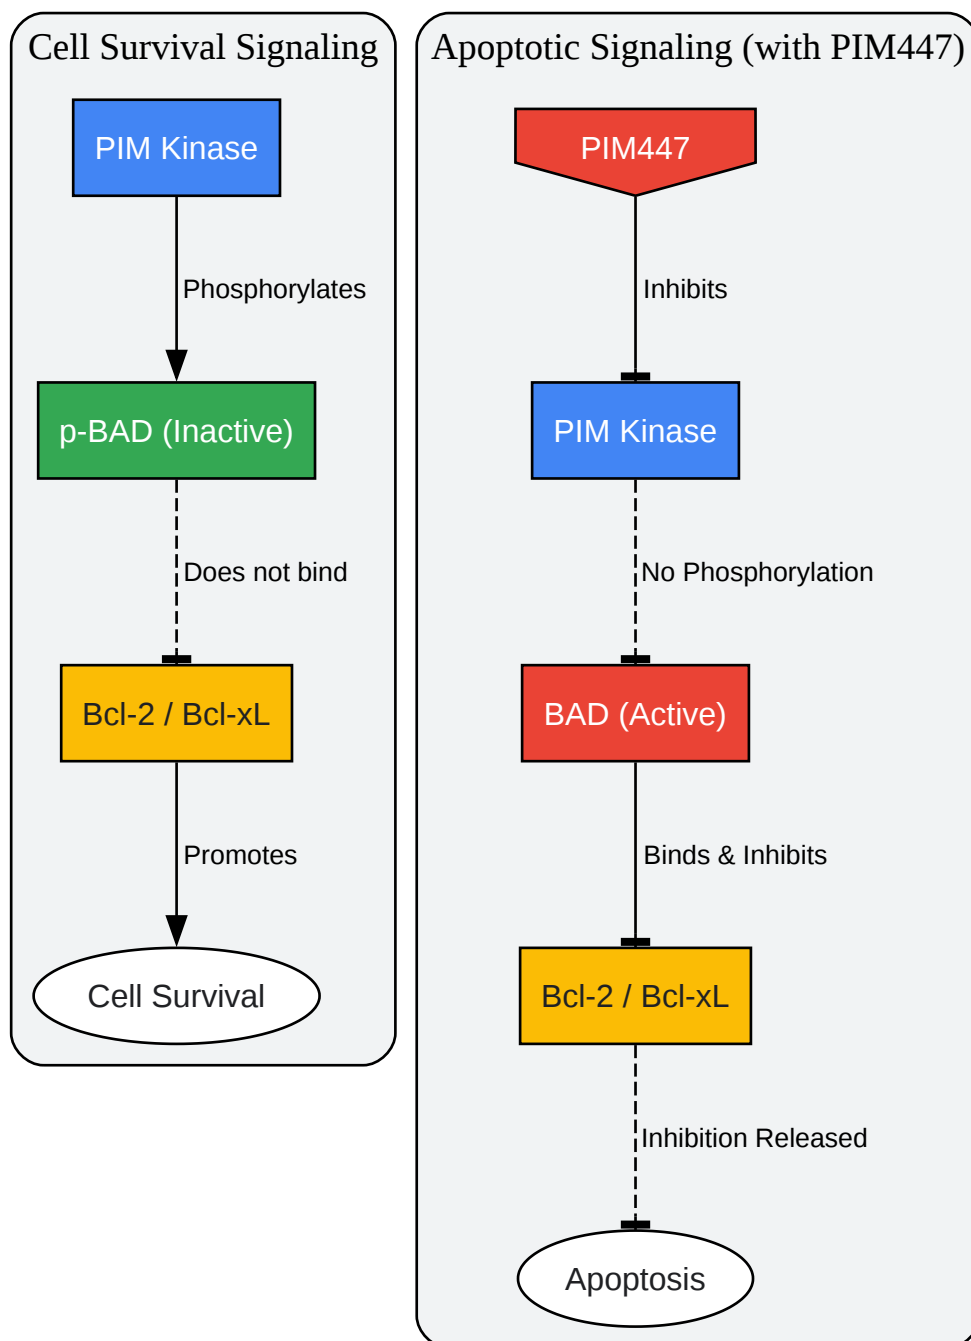 Cell Survival Signaling
PIM Kinase
Phosphorylates
p-BAD (Inactive)
Does not bind
Bcl-2 / Bcl-xL
Promotes
Cell Survival
Apoptotic Signaling (with PIM447)
PIM447
Inhibits
PIM Kinase
No Phosphorylation
BAD (Active)
Binds & Inhibits
Bcl-2 / Bcl-xL
Inhibition Released
Apoptosis